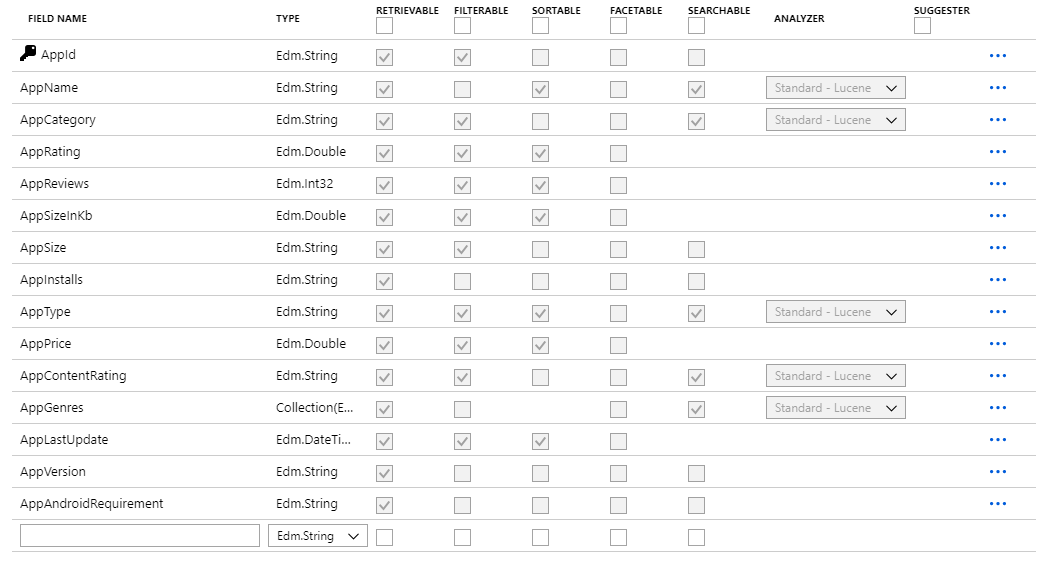 FIELD NAME TYPE RETRIEVABLE FILTERABLE SORTABLE FACETABLE SEARCHABLE ANALYZER SUGGESTER
AppId Edm.String
AppName Edm.String Standard - Lucene
AppCategory Edm.String Standard - Lucene
AppRating Edm.Double
AppReviews Edm.Int32
AppSizeInKb Edm.Double
AppSize Edm.String
AppInstalls Edm.String
AppType Edm.String Standard - Lucene
AppPrice Edm.Double
AppContentRating Edm.String Standard - Lucene
AppGenres Collection(E... Standard - Lucene
AppLastUpdate Edm.DateTi...
AppVersion Edm.String
AppAndroidRequirement Edm.String
Edm.String